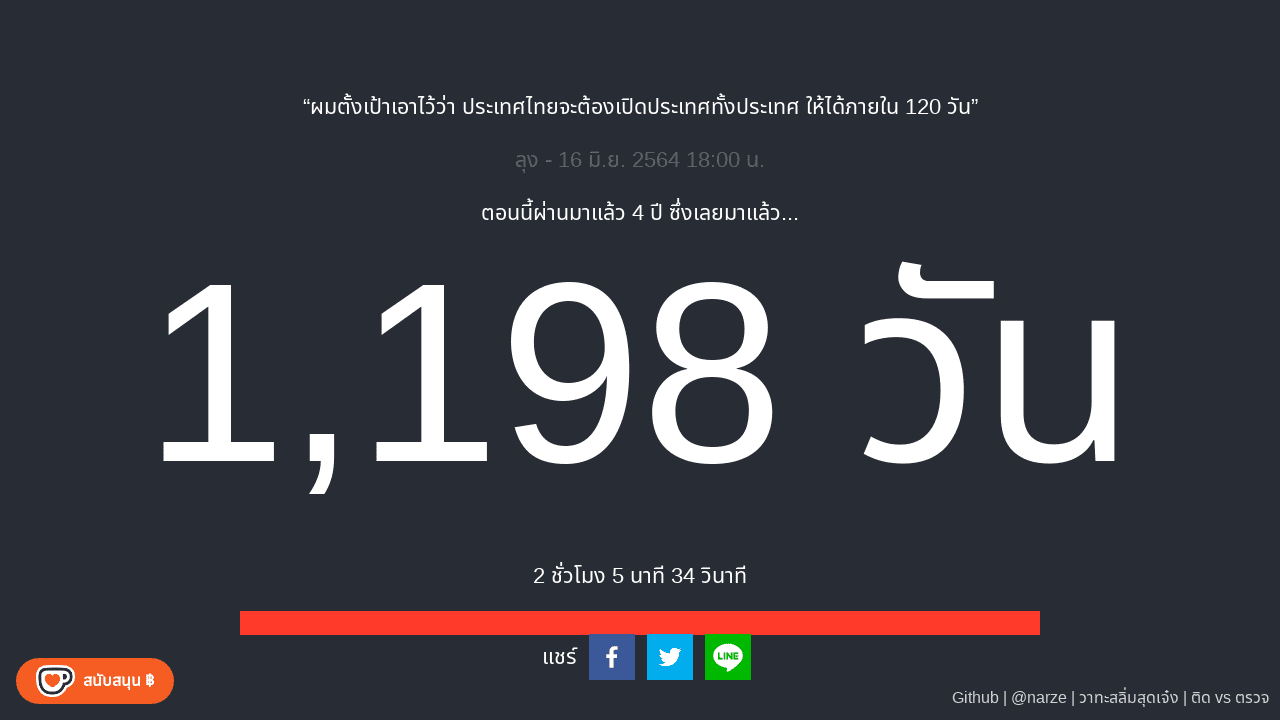 “ผมตั้งเป้าเอาไว้ว่า ประเทศไทยจะต้องเปิดประเทศทั้งประเทศ ให้ได้ภายใน 120 วัน”
ลุง - 16 มิ.ย. 2564 18:00 น.
ตอนนี้ผ่านมาแล้ว 4 ปี ซึ่งเลยมาแล้ว...
1,198 วัน
2 ชั่วโมง 5 นาที 34 วินาที
แชร์ LINE
สนับสนุน ฿
Github | @narze | วาทะสลิ่มสุดเจ๋ง | ติด vs ตรวจ